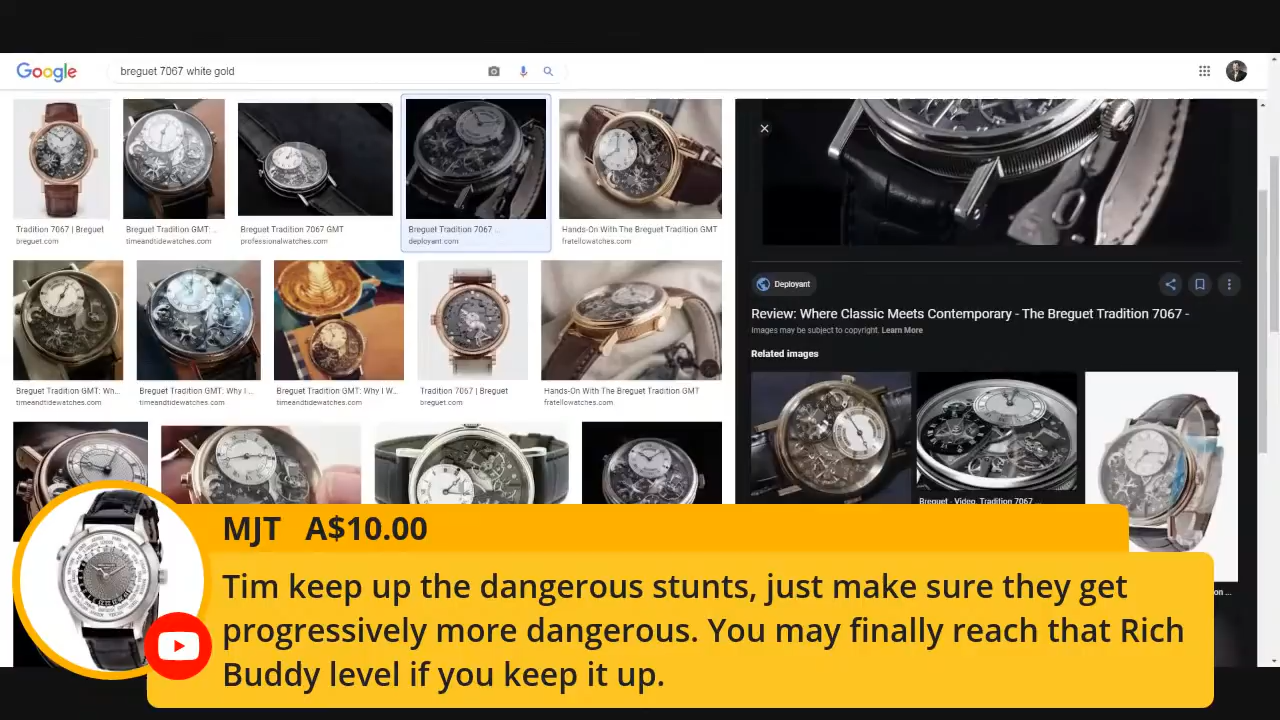 Google
breguet 7067 white gold
Tradition 7067 | Breguet
breguet.com
Breguet Tradition GMT: ...
timeandtidewatches.com
Breguet Tradition 7067 GMT
professionalwatches.com
Breguet Tradition 7067 ...
deployant.com
Hands-On With The Breguet Tradition GMT
fratellowatches.com
Breguet Tradition GMT: Wh...
timeandtidewatches.com
Breguet Tradition GMT: Why I ...
timeandtidewatches.com
Breguet Tradition GMT: Why I W...
timeandtidewatches.com
Tradition 7067 | Breguet
breguet.com
Hands-On With The Breguet Tradition GMT
fratellowatches.com
Deployant
Review: Where Classic Meets Contemporary - The Breguet Tradition 7067 -
Images may be subject to copyright. Learn More
Related images
Breguet - Video, Tradition 7067 ...
on ...
MJT A$10.00
Tim keep up the dangerous stunts, just make sure they get
progressively more dangerous. You may finally reach that Rich
Buddy level if you keep it up.